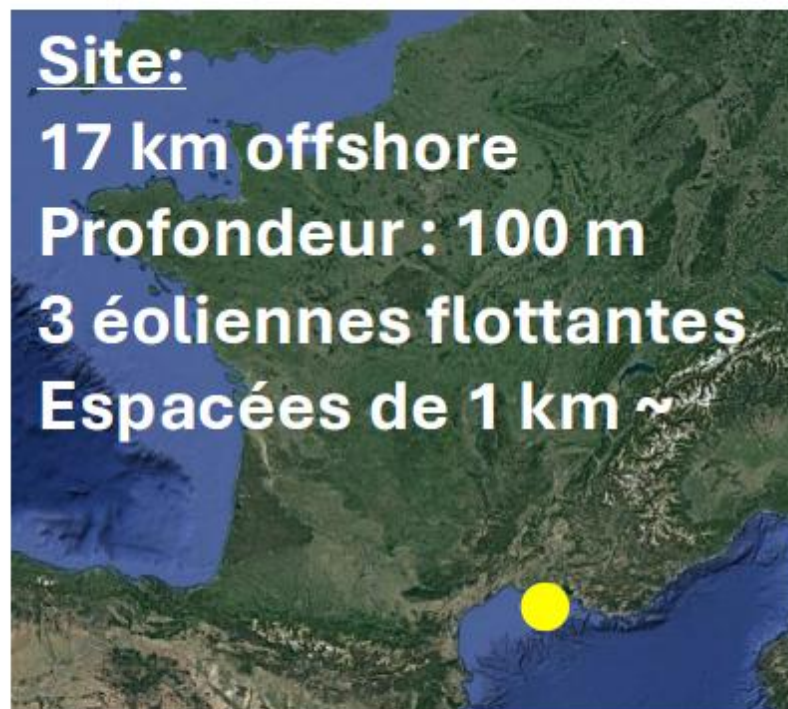 Site:
17 km offshore
Profondeur : 100 m
3 éoliennes flottantes
Espacées de 1 km ~